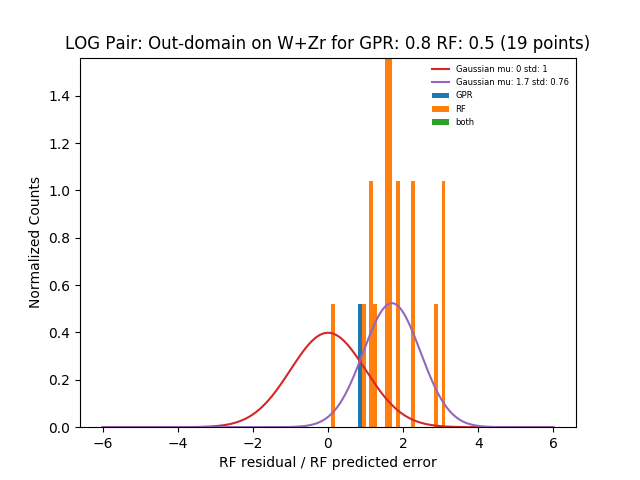 LOG Pair: Out-domain on W+Zr for GPR: 0.8 RF: 0.5 (19 points)
Gaussian mu: 0 std: 1
Gaussian mu: 1.7 std: 0.76
GPR
RF
both
Normalized Counts
1.4
1.2
1.0
0.8
0.6
0.4
0.2
0.0
−6
−4
−2
0
2
4
6
RF residual / RF predicted error